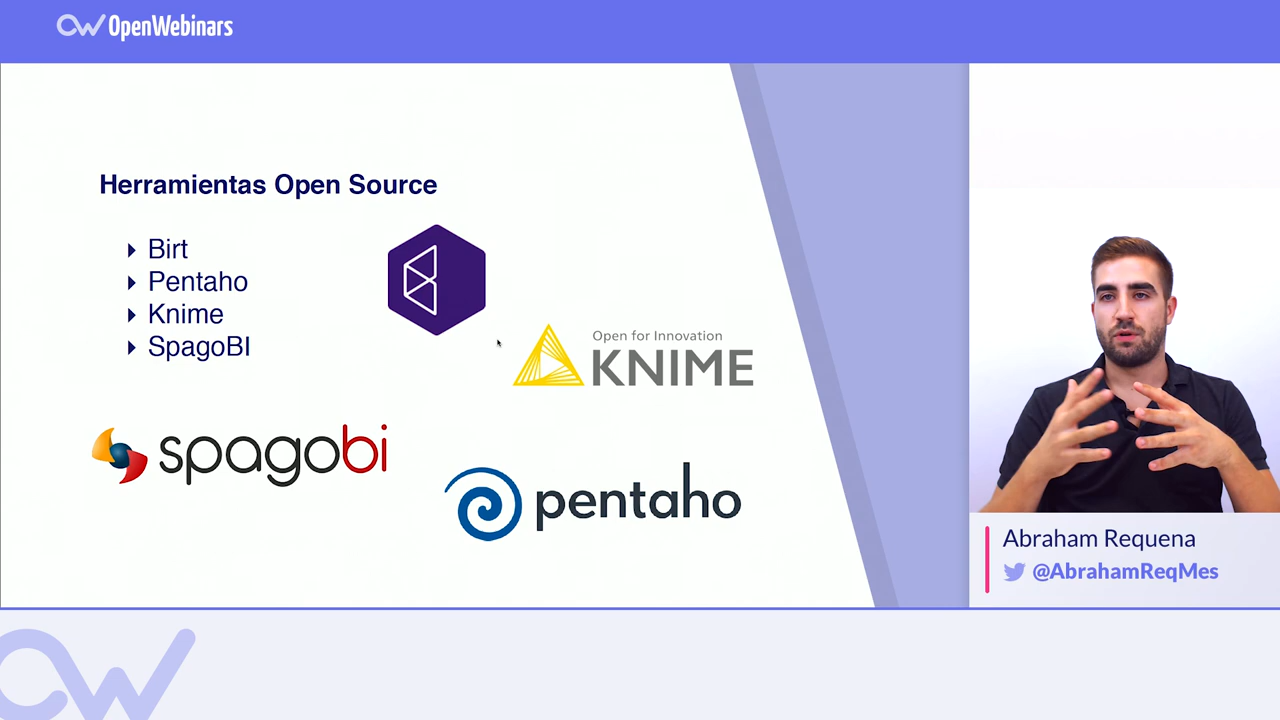 OpenWebinars
Herramientas Open Source
Birt
Pentaho
Knime
SpagoBI
Open for Innovation
KNIME
spagobi
pentaho
Abraham Requena
@AbrahamReqMes